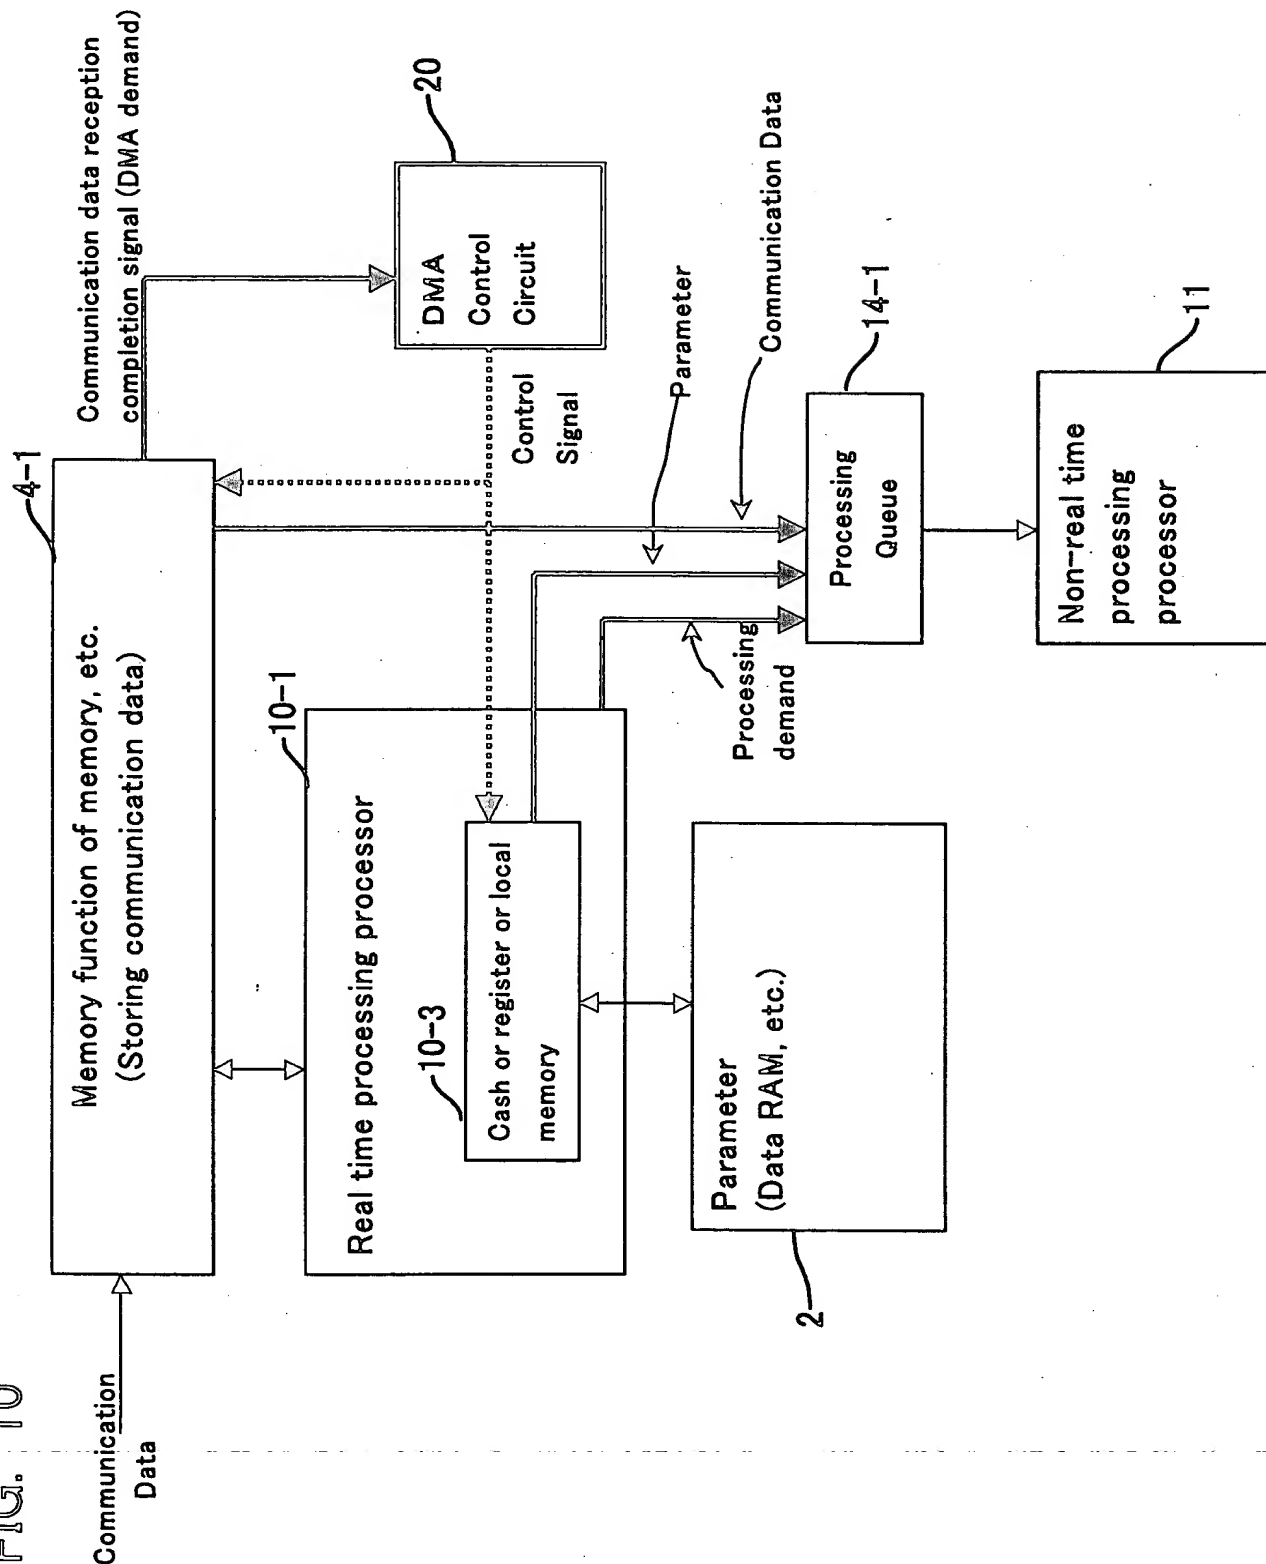 FIG. 10
Communication
Data
Memory function of memory, etc.
(Storing communication data)
4-1
Communication data reception
completion signal (DMA demand)
Real time processing processor
10-1
10-3
Cash or register or local
memory
DMA
Control
Circuit
20
Control
Signal
Parameter
(Data RAM, etc.)
2
Processing
demand
Parameter
Communication Data
Processing
Queue
14-1
Non-real time
processing
processor
11